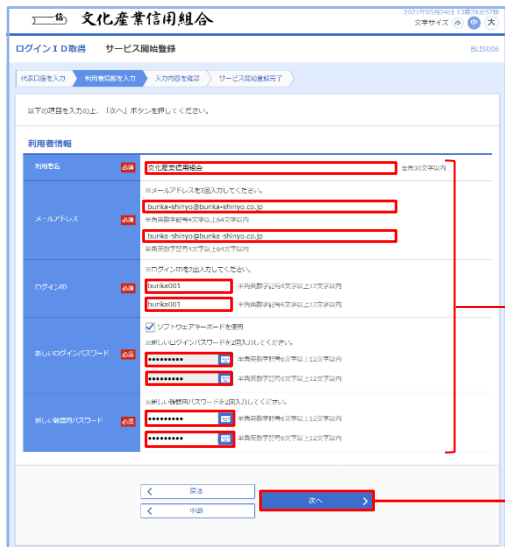 文化産業信用組合
2021年05月24日 13時39分57秒
文字サイズ 小 中 大
ログインID取得 サービス開始登録
BLIS006
代表口座を入力 利用者情報を入力 入力内容を確認 サービス開始登録完了
以下の項目を入力の上、「次へ」ボタンを押してください。
利用者情報
利用者名 必須 文化産業信用組合 全角30文字以内
※メールアドレスを2回入力してください。
メールアドレス 必須
bunka-shinyo@bunka-shinyo.co.jp
半角英数字記号4文字以上64文字以内
bunka-shinyo@bunka-shinyo.co.jp
半角英数字記号4文字以上64文字以内
※ログインIDを2回入力してください。
ログインID 必須
bunka001 半角英数字記号6文字以上12文字以内
bunka001 半角英数字記号6文字以上12文字以内
ソフトウェアキーボードを使用
※新しいログインパスワードを2回入力してください。
新しいログインパスワード 必須
••••••••• 半角英数字記号6文字以上12文字以内
••••••••• 半角英数字記号6文字以上12文字以内
※新しい確認用パスワードを2回入力してください。
新しい確認用パスワード 必須
••••••••• 半角英数字記号6文字以上12文字以内
••••••••• 半角英数字記号6文字以上12文字以内
戻る
次へ
中断